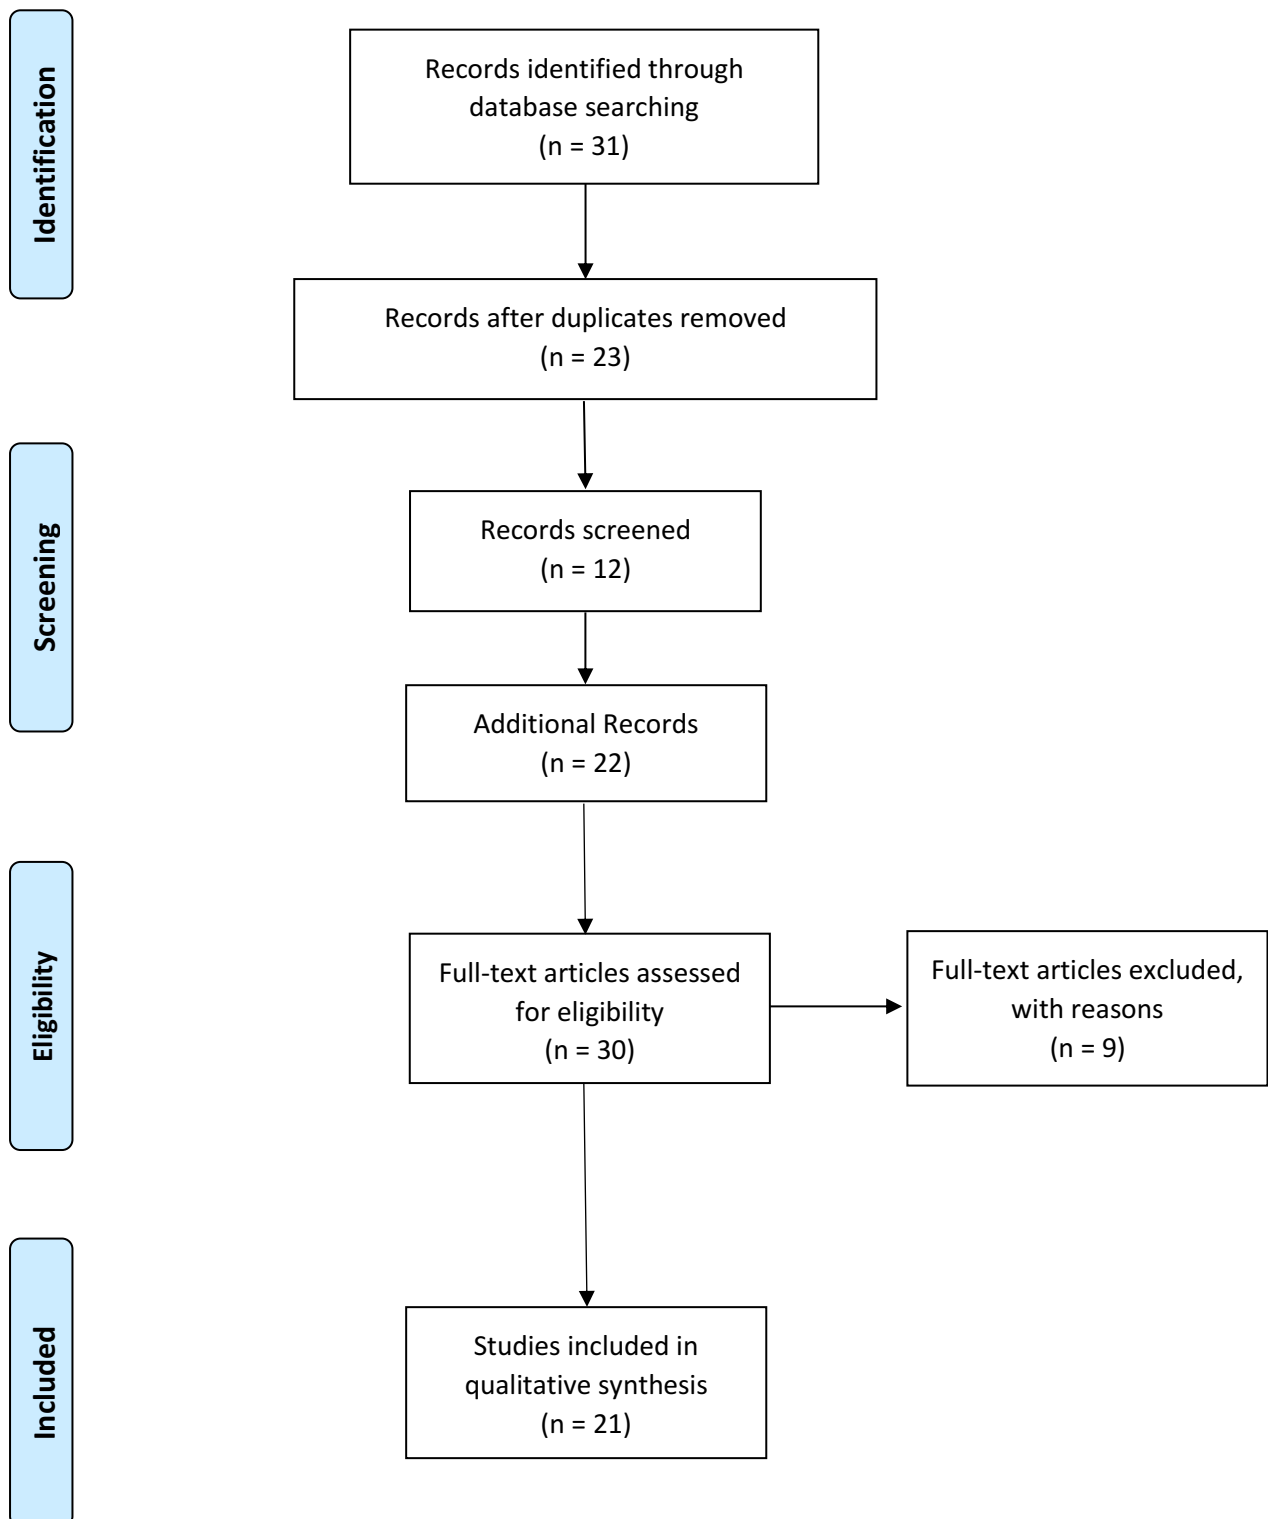 Identification
Records identified through
database searching
(n = 31)
Records after duplicates removed
(n = 23)
Screening
Records screened
(n = 12)
Additional Records
(n = 22)
Eligibility
Full-text articles assessed
for eligibility
(n = 30)
Full-text articles excluded,
with reasons
(n = 9)
Included
Studies included in
qualitative synthesis
(n = 21)